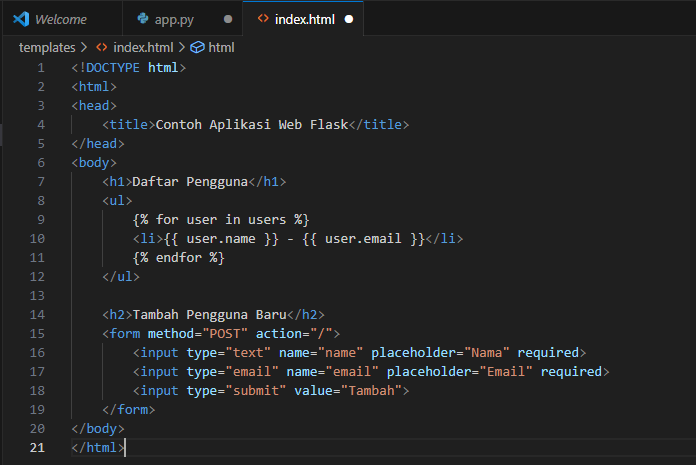 Welcome app.py index.html
templates > index.html > html
1 <!DOCTYPE html>
2 <html>
3 <head>
4 <title>Contoh Aplikasi Web Flask</title>
5 </head>
6 <body>
7 <h1>Daftar Pengguna</h1>
8 <ul>
9 {% for user in users %}
10 <li>{{ user.name }} - {{ user.email }}</li>
11 {% endfor %}
12 </ul>
13
14 <h2>Tambah Pengguna Baru</h2>
15 <form method="POST" action="/">
16 <input type="text" name="name" placeholder="Nama" required>
17 <input type="email" name="email" placeholder="Email" required>
18 <input type="submit" value="Tambah">
19 </form>
20 </body>
21 </html>